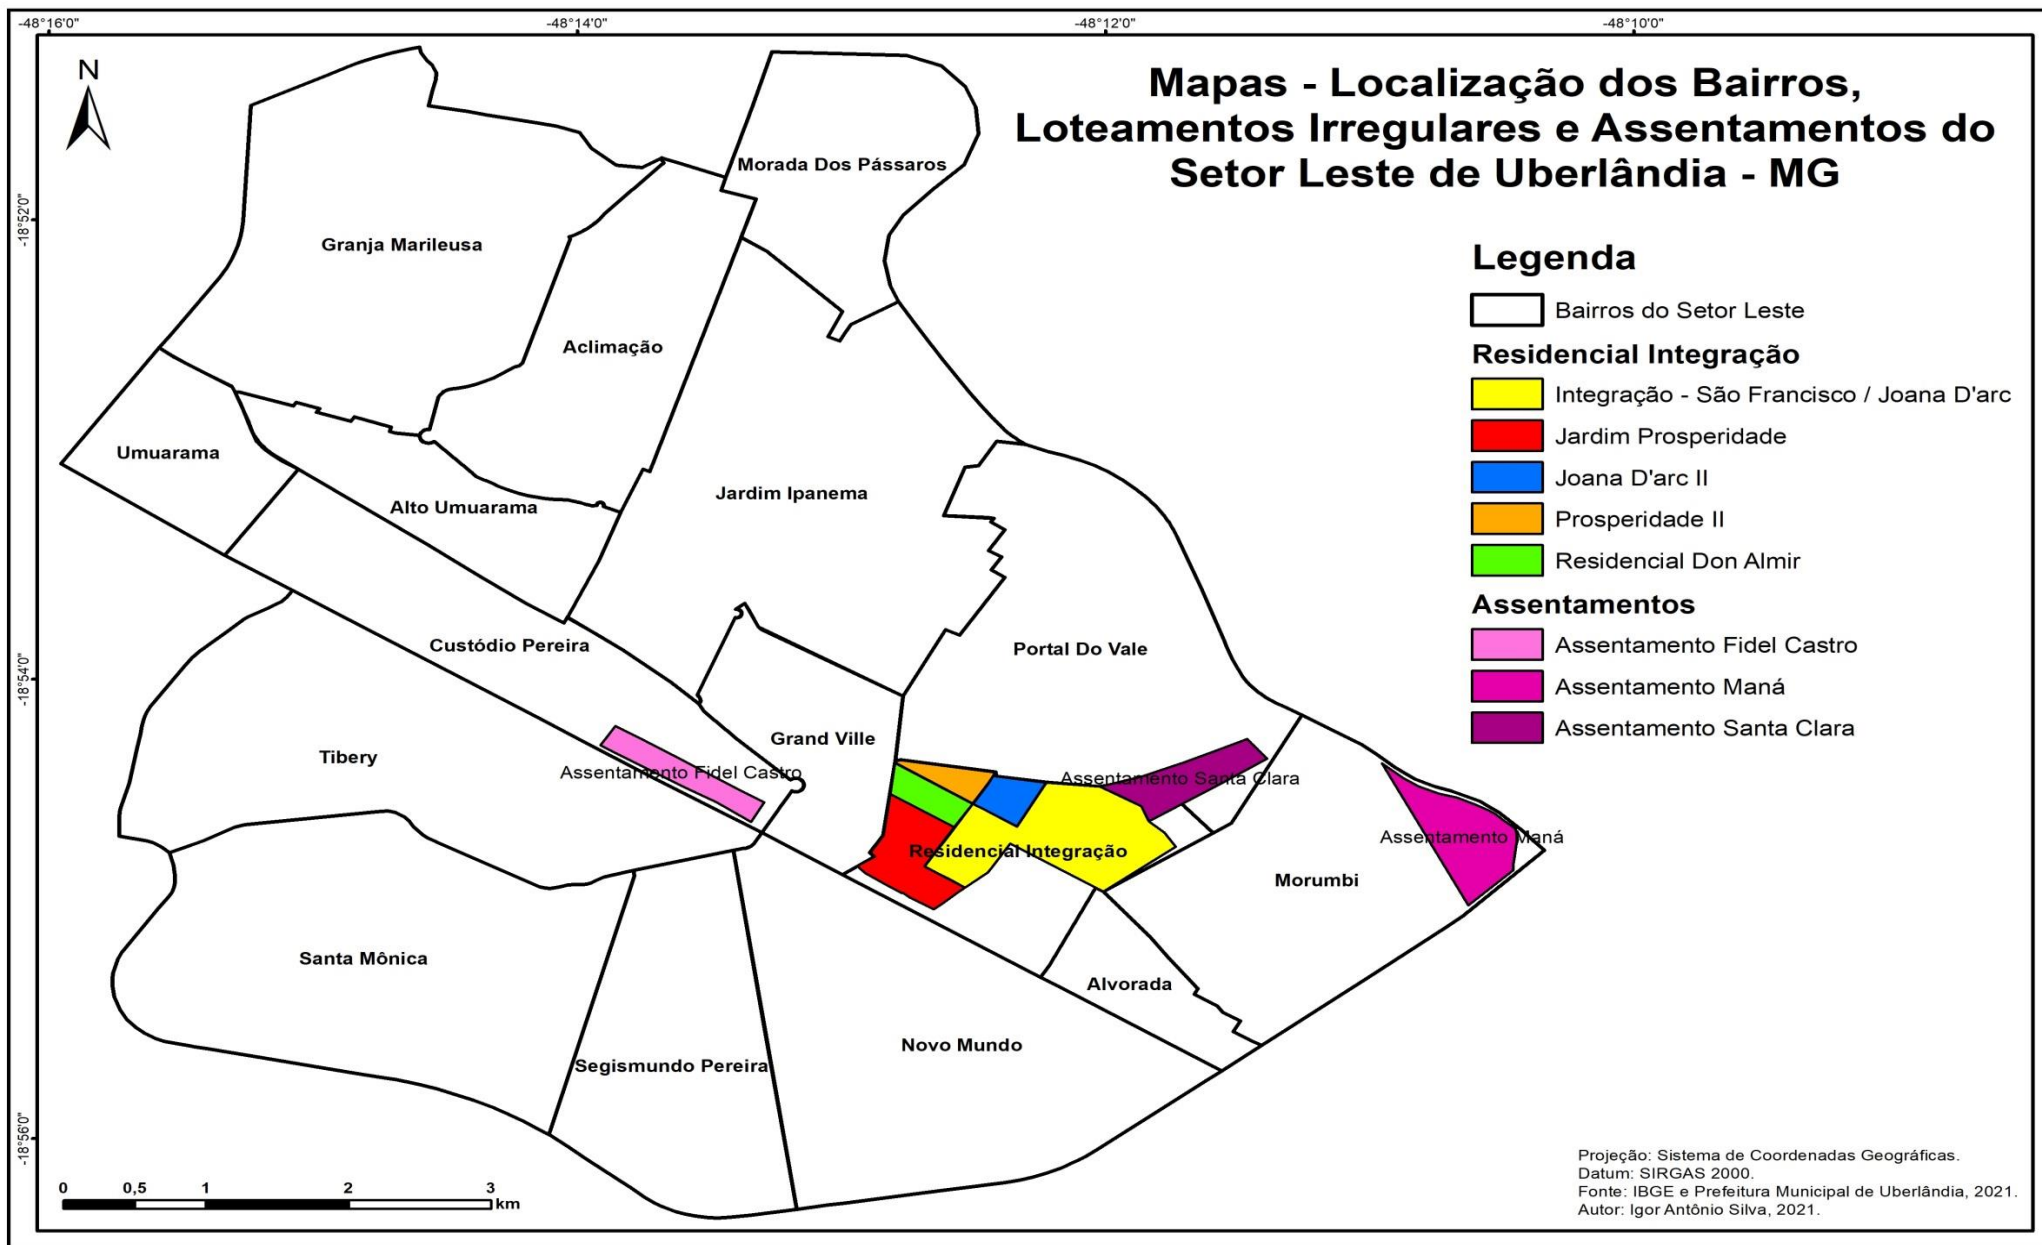 -48°16'0"
-48°14'0"
-48°12'0"
-48°10'0"
N
Mapas - Localização dos Bairros,
Loteamentos Irregulares e Assentamentos do
Setor Leste de Uberlândia - MG
Morada Dos Pássaros
-18°52'0"
Granja Marileusa
Legenda
Bairros do Setor Leste
Aclimação
Residencial Integração
Integração - São Francisco / Joana D'arc
Jardim Prosperidade
Umuarama
Joana D'arc II
Jardim Ipanema
Alto Umuarama
Prosperidade II
Residencial Don Almir
Assentamentos
Custódio Pereira
Portal Do Vale
Assentamento Fidel Castro
-18°54'0"
Assentamento Maná
Assentamento Santa Clara
Grand Ville
Tibery
Assentamento Fidel Castro
Assentamento Santa Clara
Assentamento Maná
Residencial Integração
Morumbi
Santa Mônica
Alvorada
Novo Mundo
Segismundo Pereira
-18°56'0"
Projeção: Sistema de Coordenadas Geográficas.
Datum: SIRGAS 2000.
Fonte: IBGE e Prefeitura Municipal de Uberlândia, 2021.
Autor: Igor Antônio Silva, 2021.
0 0,5 1 2 3
km